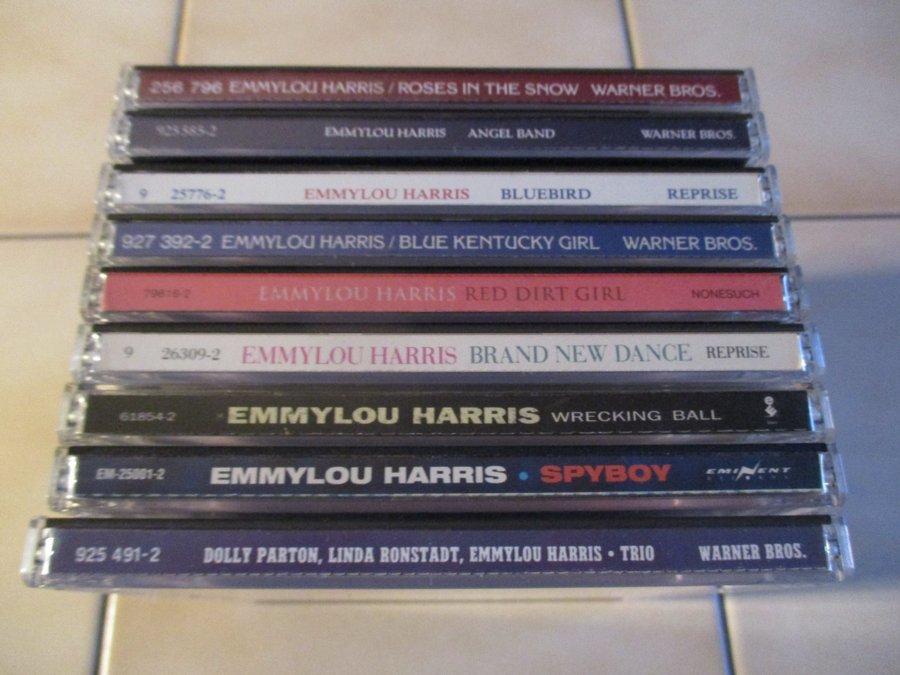 256 796 EMMYLOU HARRIS / ROSES IN THE SNOW WARNER BROS.
925 585-2 EMMYLOU HARRIS ANGEL BAND WARNER BROS.
9 25776-2 EMMYLOU HARRIS BLUEBIRD REPRISE
927 392-2 EMMYLOU HARRIS / BLUE KENTUCKY GIRL WARNER BROS.
79616-2 EMMYLOU HARRIS RED DIRT GIRL NONESUCH
9 26309-2 EMMYLOU HARRIS BRAND NEW DANCE REPRISE
61854-2 EMMYLOU HARRIS WRECKING BALL
EM-25001-2 EMMYLOU HARRIS • SPYBOY EMINENT
925 491-2 DOLLY PARTON, LINDA RONSTADT, EMMYLOU HARRIS • TRIO WARNER BROS.